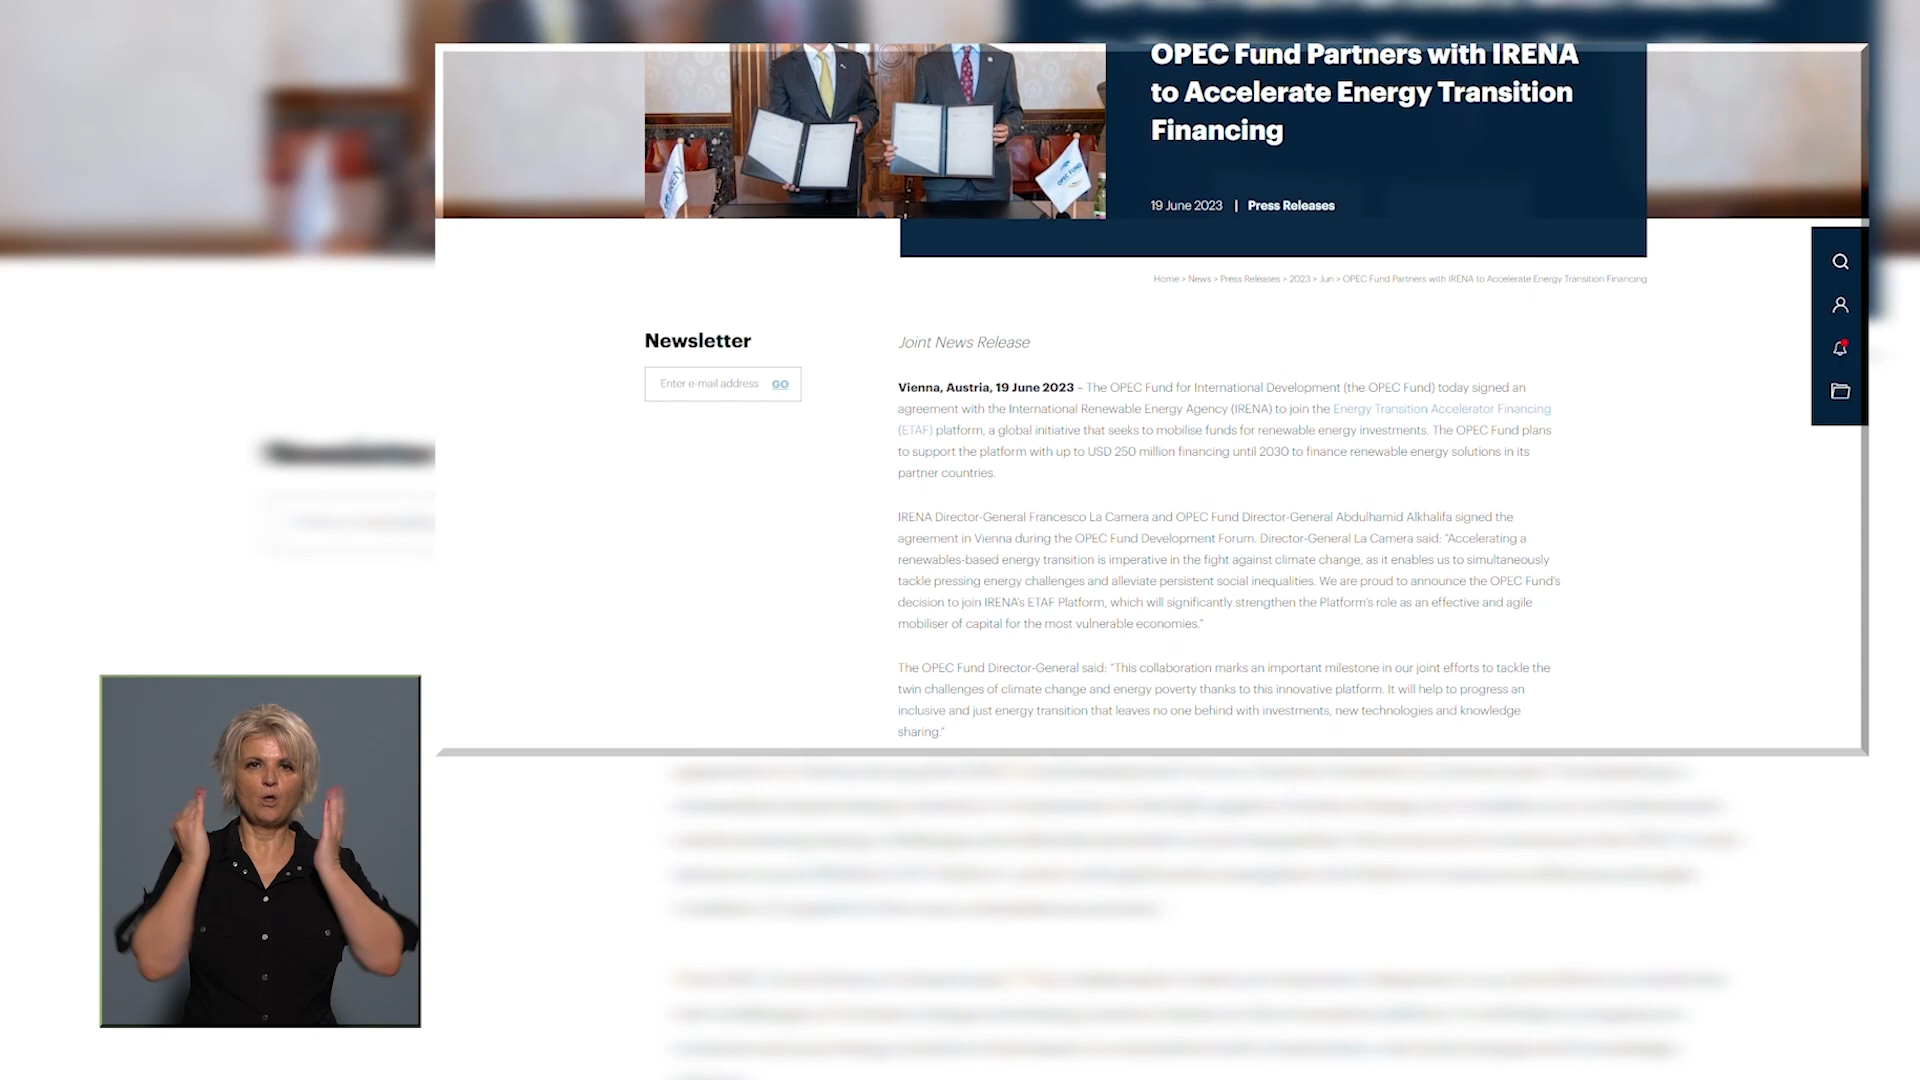 OPEC Fund Partners with IRENA
to Accelerate Energy Transition
Financing
19 June 2023 | Press Releases
Home > News > Press Releases > 2023 > Jun > OPEC Fund Partners with IRENA to Accelerate Energy Transition Financing
Newsletter
Enter e-mail address GO
Joint News Release
Vienna, Austria, 19 June 2023 – The OPEC Fund for International Development (the OPEC Fund) today signed an
agreement with the International Renewable Energy Agency (IRENA) to join the Energy Transition Accelerator Financing
(ETAF) platform, a global initiative that seeks to mobilise funds for renewable energy investments. The OPEC Fund plans
to support the platform with up to USD 250 million financing until 2030 to finance renewable energy solutions in its
partner countries.
IRENA Director-General Francesco La Camera and OPEC Fund Director-General Abdulhamid Alkhalifa signed the
agreement in Vienna during the OPEC Fund Development Forum. Director-General La Camera said: “Accelerating a
renewables-based energy transition is imperative in the fight against climate change, as it enables us to simultaneously
tackle pressing energy challenges and alleviate persistent social inequalities. We are proud to announce the OPEC Fund’s
decision to join IRENA’s ETAF Platform, which will significantly strengthen the Platform’s role as an effective and agile
mobiliser of capital for the most vulnerable economies.”
The OPEC Fund Director-General said: “This collaboration marks an important milestone in our joint efforts to tackle the
twin challenges of climate change and energy poverty thanks to this innovative platform. It will help to progress an
inclusive and just energy transition that leaves no one behind with investments, new technologies and knowledge
sharing.”
OPEC FUND
Newsletter